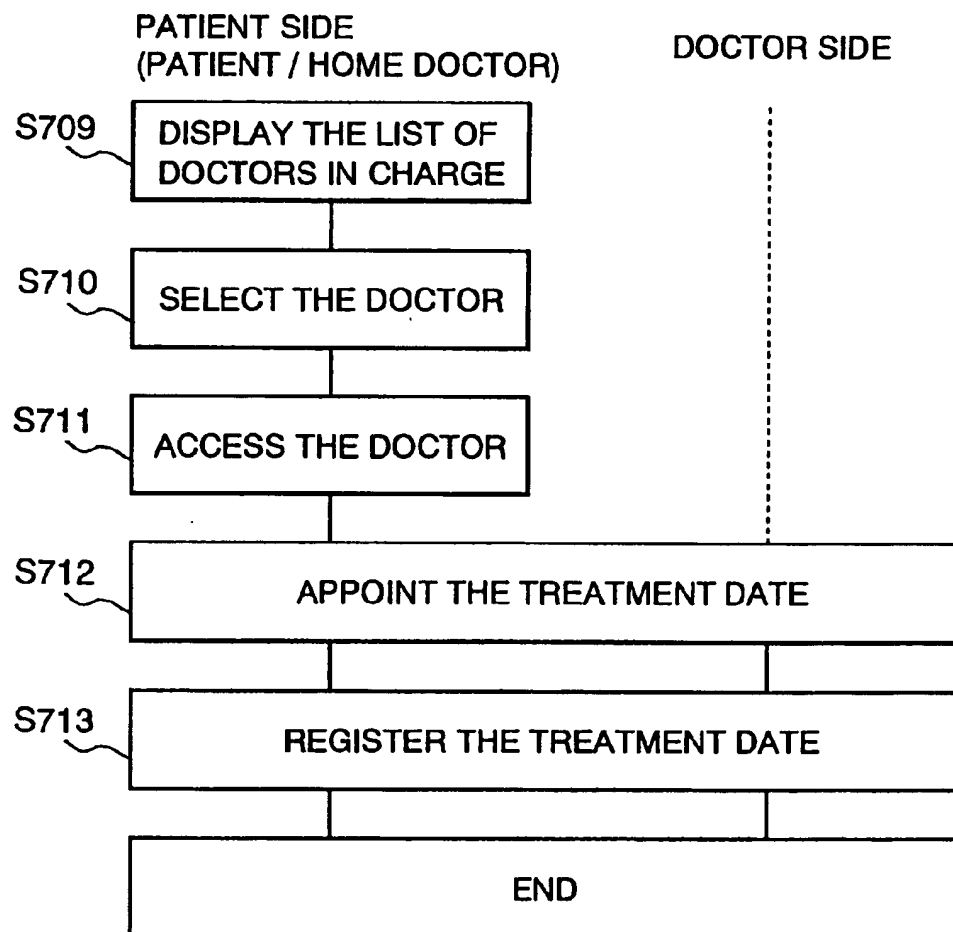 PATIENT SIDE
(PATIENT / HOME DOCTOR)
DOCTOR SIDE
S709
DISPLAY THE LIST OF
DOCTORS IN CHARGE
S710
SELECT THE DOCTOR
S711
ACCESS THE DOCTOR
S712
APPOINT THE TREATMENT DATE
S713
REGISTER THE TREATMENT DATE
END